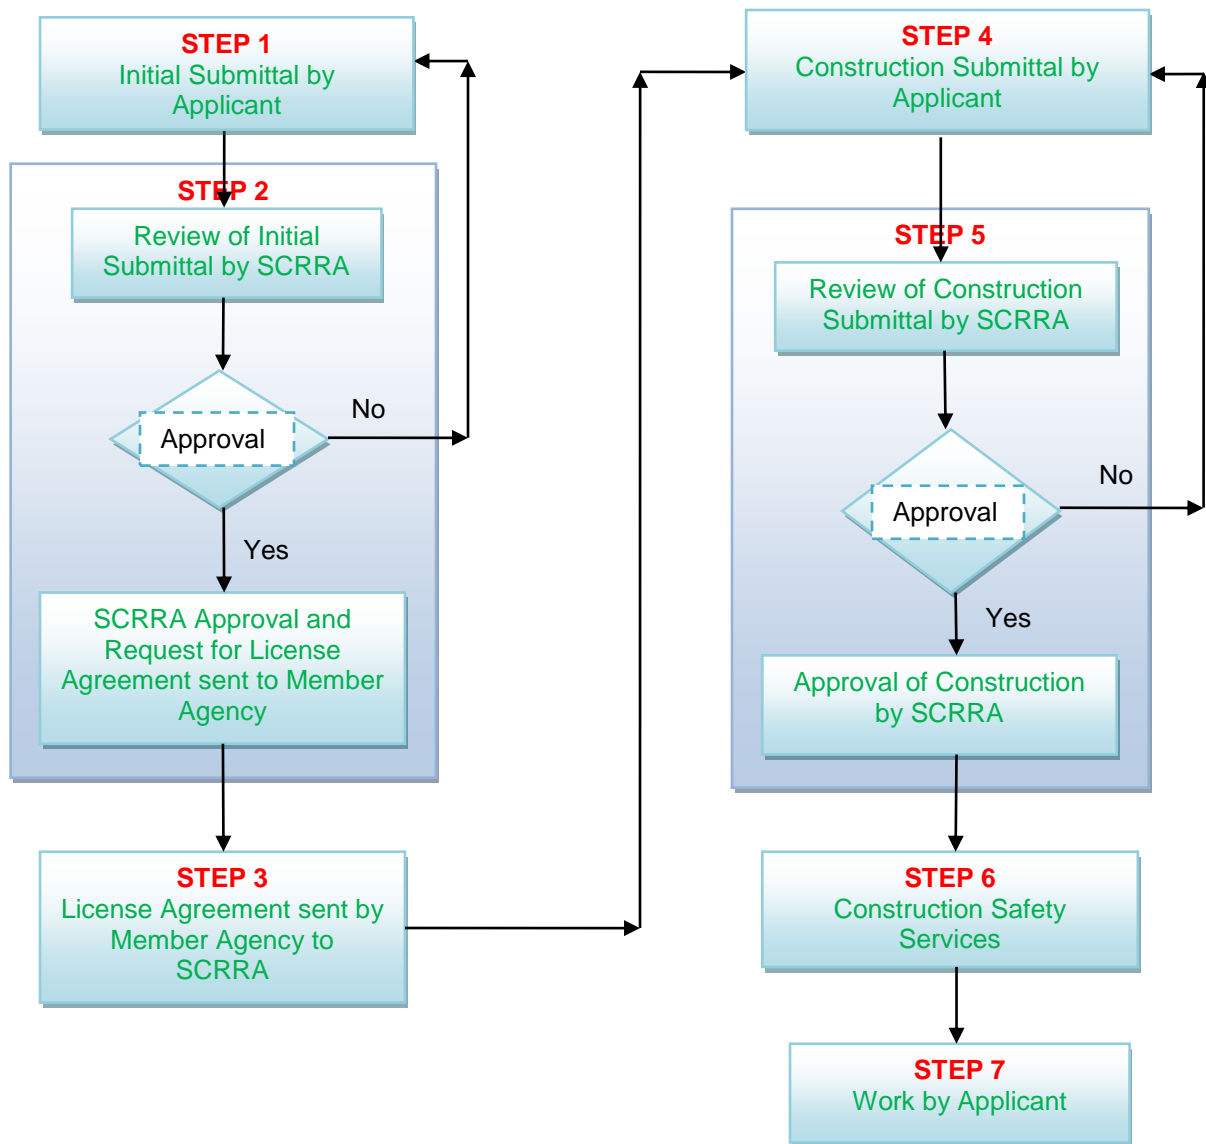 STEP 1
Initial Submittal by
Applicant
STEP 2
Review of Initial
Submittal by SCRRA
Approval
No
Yes
SCRRA Approval and
Request for License
Agreement sent to Member
Agency
STEP 3
License Agreement sent by
Member Agency to
SCRRA
STEP 4
Construction Submittal by
Applicant
STEP 5
Review of Construction
Submittal by SCRRA
Approval
No
Yes
Approval of Construction
by SCRRA
STEP 6
Construction Safety
Services
STEP 7
Work by Applicant